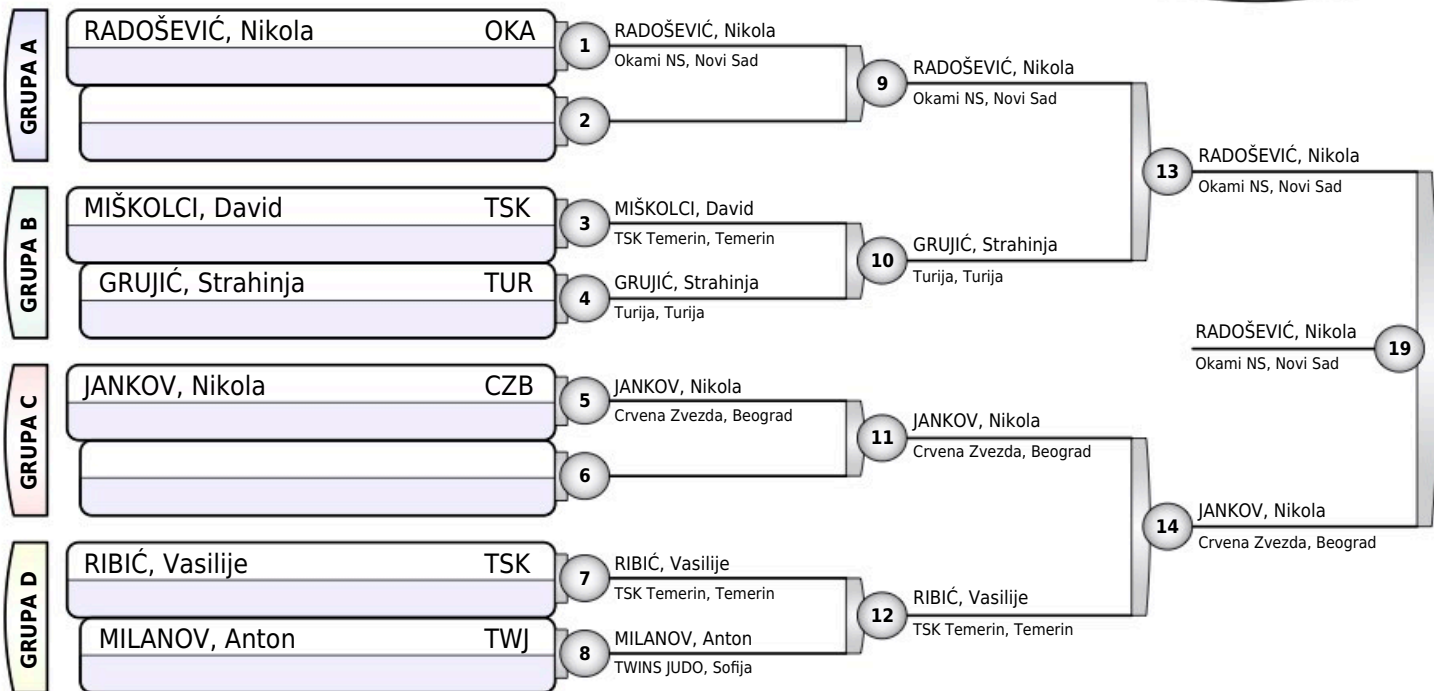 GRUPA A
RADOŠEVIĆ, Nikola OKA
1
RADOŠEVIĆ, Nikola
Okami NS, Novi Sad
2
9
RADOŠEVIĆ, Nikola
Okami NS, Novi Sad
GRUPA B
MIŠKOLCI, David TSK
3
MIŠKOLCI, David
TSK Temerin, Temerin
GRUJIĆ, Strahinja TUR
4
GRUJIĆ, Strahinja
Turija, Turija
10
GRUJIĆ, Strahinja
Turija, Turija
13
RADOŠEVIĆ, Nikola
Okami NS, Novi Sad
RADOŠEVIĆ, Nikola
Okami NS, Novi Sad
19
GRUPA C
JANKOV, Nikola CZB
5
JANKOV, Nikola
Crvena Zvezda, Beograd
6
11
JANKOV, Nikola
Crvena Zvezda, Beograd
GRUPA D
RIBIĆ, Vasilije TSK
7
RIBIĆ, Vasilije
TSK Temerin, Temerin
MILANOV, Anton TWJ
8
MILANOV, Anton
TWINS JUDO, Sofija
12
RIBIĆ, Vasilije
TSK Temerin, Temerin
14
JANKOV, Nikola
Crvena Zvezda, Beograd